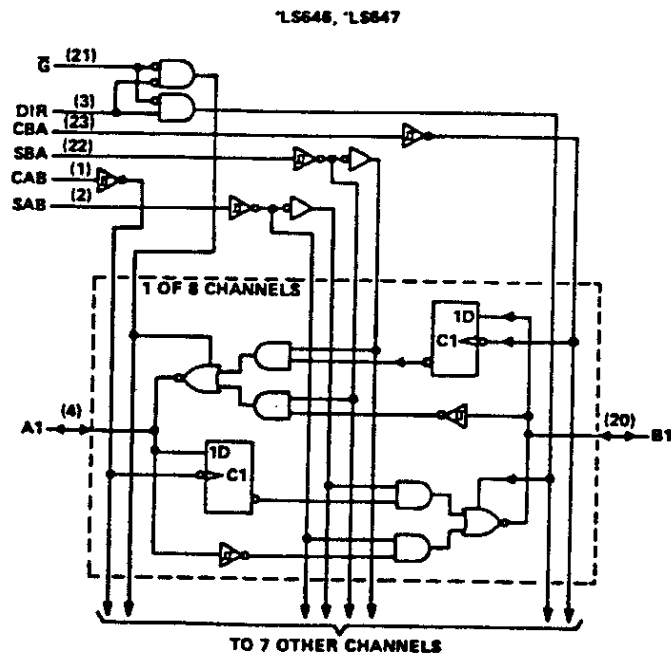 'LS646, 'LS647
G̅ (21)
DIR (3)
CBA (23)
SBA (22)
CAB (1)
SAB (2)
1 OF 8 CHANNELS
1D
C1
A1 (4)
(20) B1
1D
C1
TO 7 OTHER CHANNELS